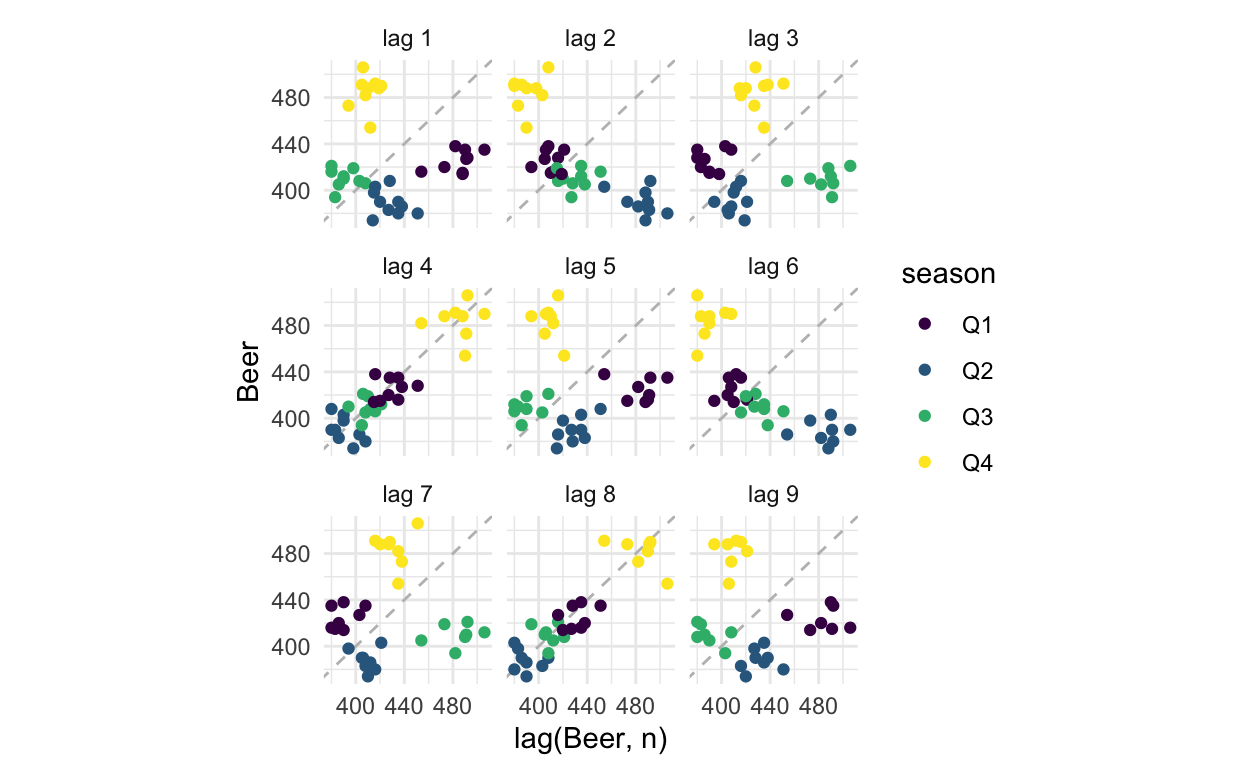 lag 1
lag 2
lag 3
480
440
400
lag 4
lag 5
lag 6
480
440
400
lag 7
lag 8
lag 9
480
440
400
400 440 480
400 440 480
400 440 480
lag(Beer, n)
Beer
season
Q1
Q2
Q3
Q4